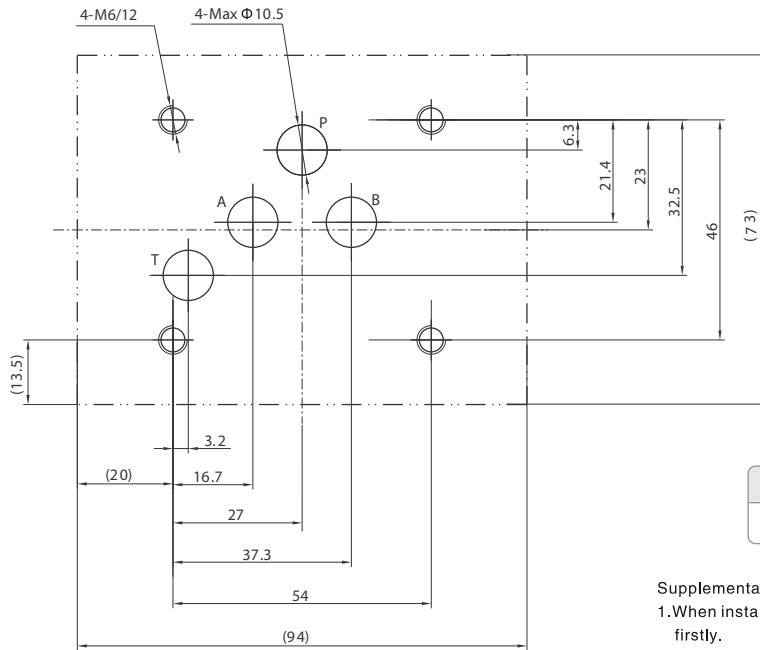 4-M6/12
4-Max Φ10.5
P
A
B
T
6.3
21.4
23
32.5
46
(73)
(13.5)
3.2
(20)
16.7
27
37.3
54
(94)
Supplementa
1.When insta
firstly.